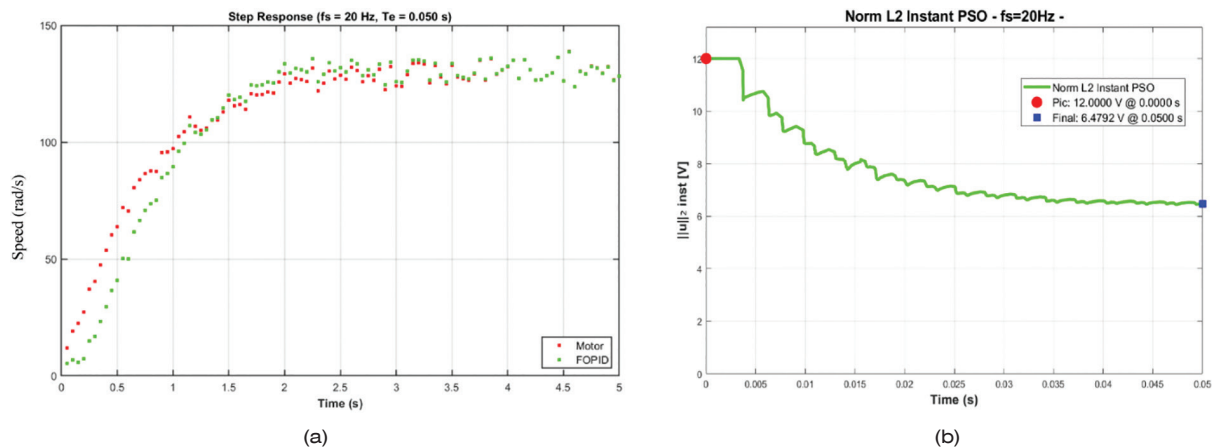 Step Response (fs = 20 Hz, Te = 0.050 s)
150
100
50
0
Speed (rad/s)
0 0.5 1 1.5 2 2.5 3 3.5 4 4.5 5
Time (s)
Motor
FOPID
(a)
Norm L2 Instant PSO - fs=20Hz -
12
10
8
6
4
2
0
||u||₂ inst [V]
0 0.005 0.01 0.015 0.02 0.025 0.03 0.035 0.04 0.045 0.05
Time (s)
Norm L2 Instant PSO
Pic: 12.0000 V @ 0.0000 s
Final: 6.4792 V @ 0.0500 s
(b)